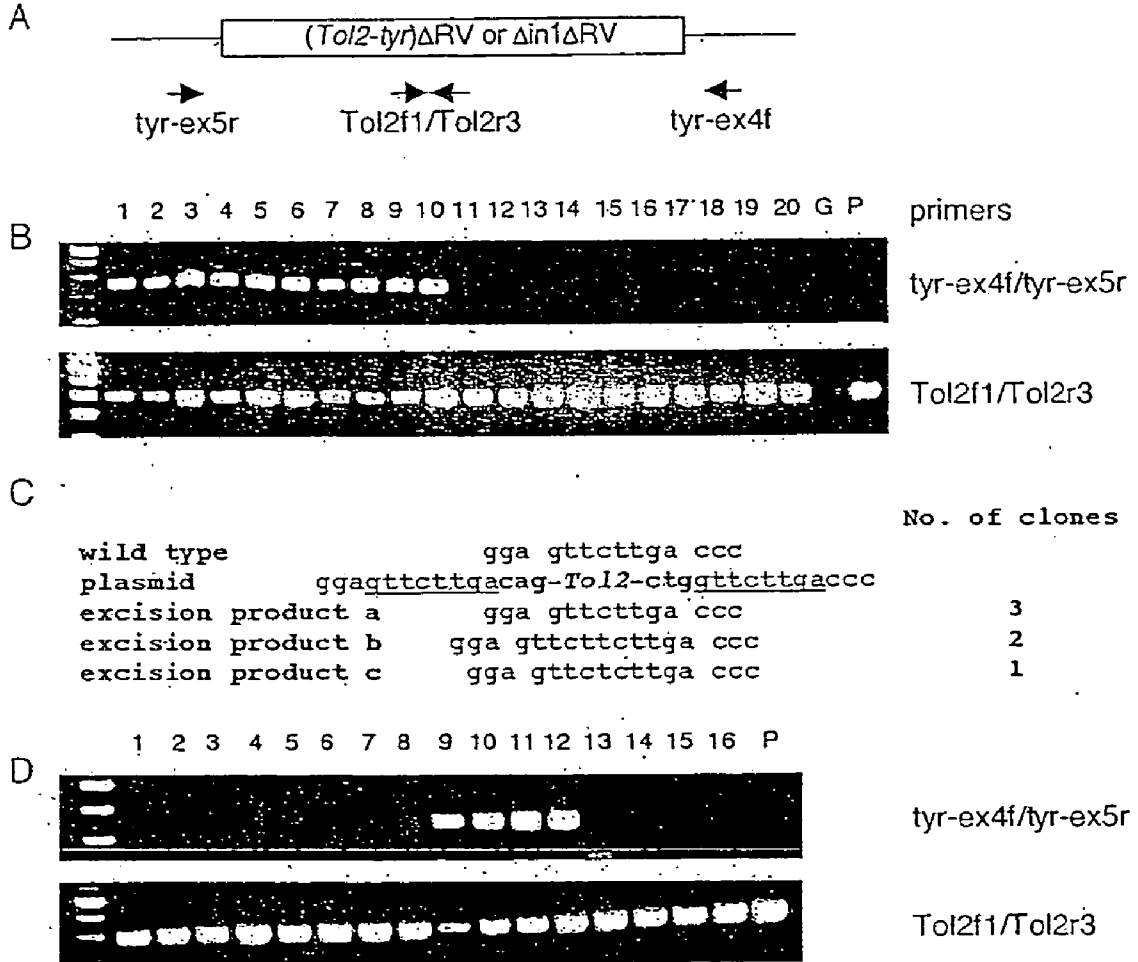 A
(Tol2-tyr)ΔRV or Δin1ΔRV
tyr-ex5r Tol2f1/Tol2r3 tyr-ex4f
1 2 3 4 5 6 7 8 9 10 11 12 13 14 15 16 17 18 19 20 G P primers
B
tyr-ex4f/tyr-ex5r
Tol2f1/Tol2r3
C
No. of clones
wild type gga gttcttga ccc
plasmid ggagttcttgacag-Tol2-ctggttcttgaccc
excision product a gga gttcttga ccc 3
excision product b gga gttcttcttga ccc 2
excision product c gga gttctcttga ccc 1
1 2 3 4 5 6 7 8 9 10 11 12 13 14 15 16 P
D
tyr-ex4f/tyr-ex5r
Tol2f1/Tol2r3